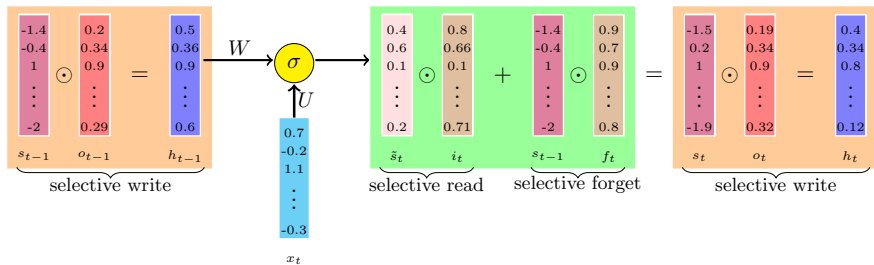 -1.4 0.2 0.5 0.4 0.8 -1.4 0.9 -1.5 0.19 0.4
-0.4 0.34 0.36 W 0.6 0.66 -0.4 0.7 0.2 0.34 0.34
1 ⊙ 0.9 = 0.9 σ 0.1 ⊙ 0.1 + 1 ⊙ 0.9 = 1 ⊙ 0.9 = 0.8
⋮ ⋮ ⋮ U ⋮ ⋮ ⋮ ⋮ ⋮ ⋮ ⋮
-2 0.29 0.6 0.2 0.71 -2 0.8 -1.9 0.32 0.12
s_{t−1} o_{t−1} h_{t−1} s̃_t i_t s_{t−1} f_t s_t o_t h_t
selective write selective read selective forget selective write
0.7
-0.2
1.1
⋮
-0.3
x_t